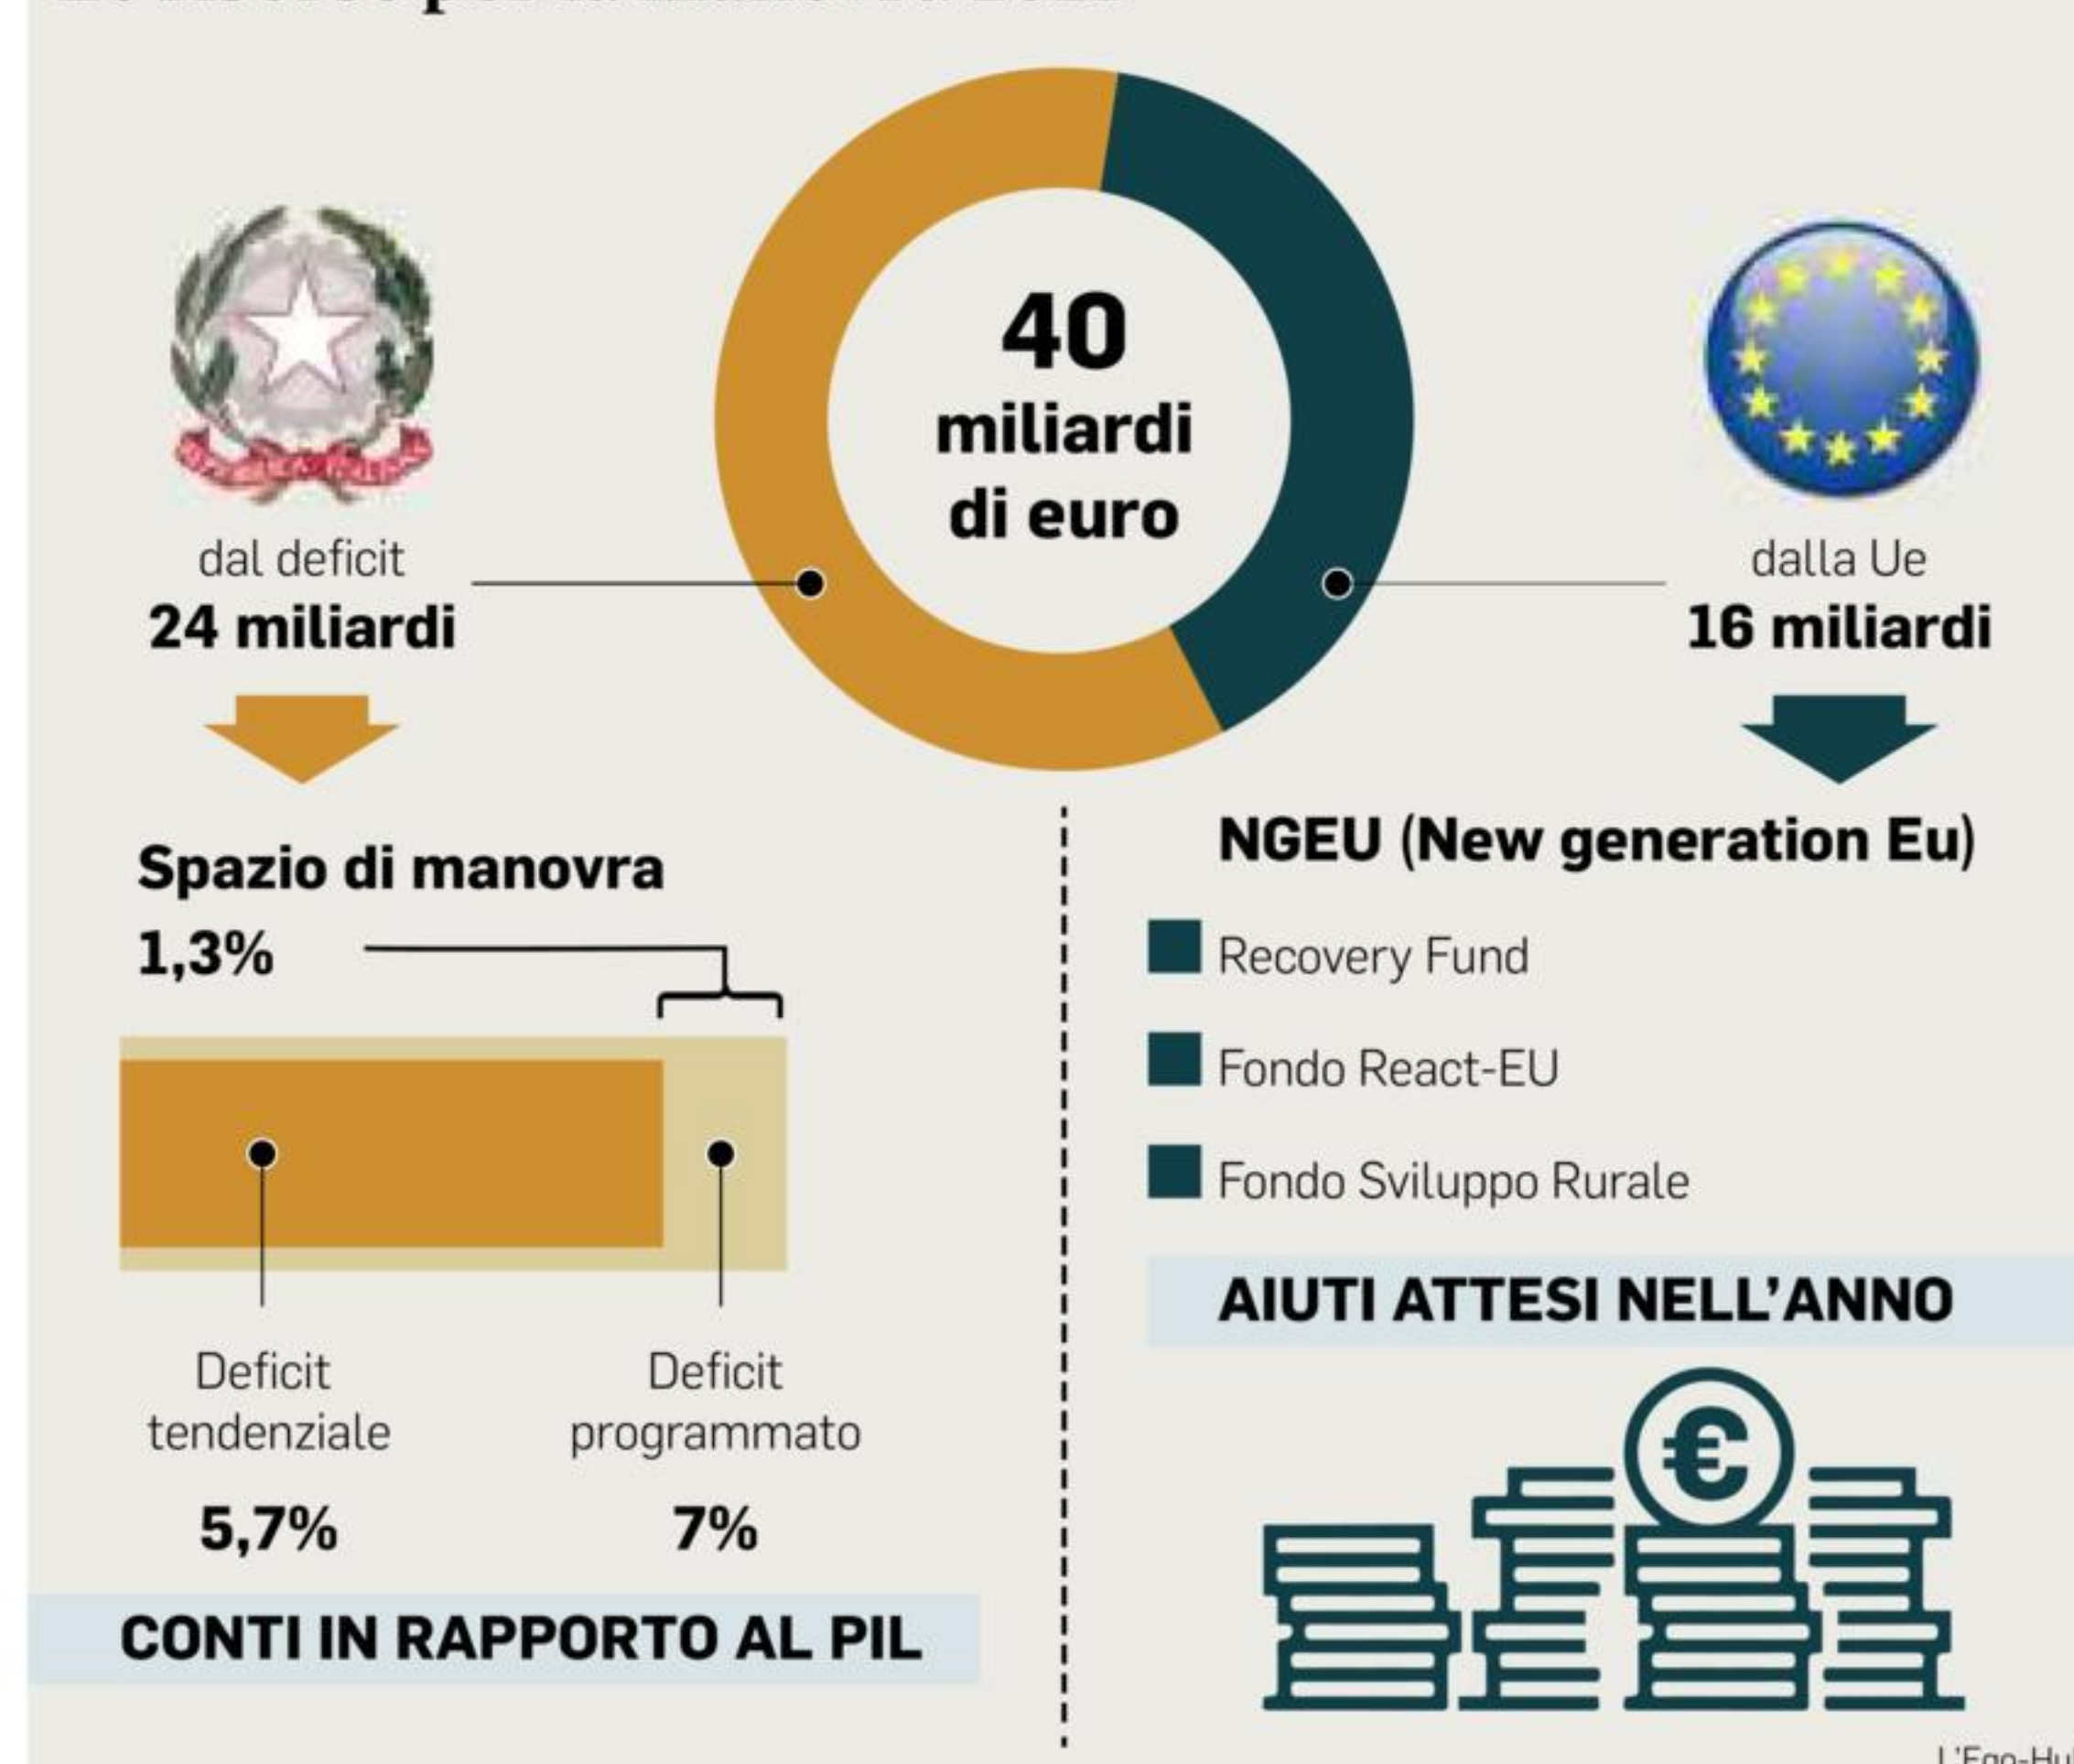 40
miliardi
di euro
dal deficit
24 miliardi
dalla Ue
16 miliardi
Spazio di manovra
1,3%
Deficit
tendenziale
5,7%
Deficit
programmato
7%
CONTI IN RAPPORTO AL PIL
NGEU (New generation Eu)
Recovery Fund
Fondo React-EU
Fondo Sviluppo Rurale
AIUTI ATTESI NELL'ANNO
€